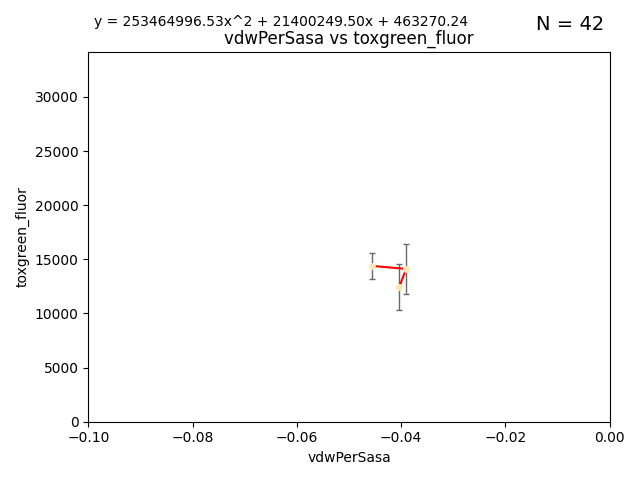 y = 253464996.53x^2 + 21400249.50x + 463270.24
N = 42
vdwPerSasa vs toxgreen_fluor
30000
25000
20000
15000
10000
5000
0
toxgreen_fluor
−0.10
−0.08
−0.06
−0.04
−0.02
0.00
vdwPerSasa